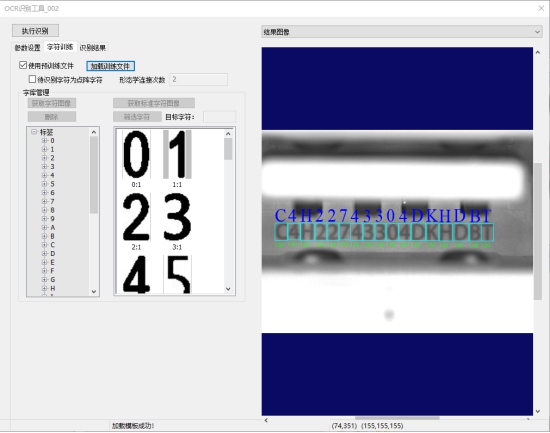 OCR识别工具_002
执行识别
参数设置 字符训练 识别结果
使用预训练文件 加载训练文件
待识别字符为点阵字符 形态学连接次数 2
字库管理
获取字符图像 获取标准字符图像
删除 筛选字符 目标字符:
标签
0
1
2
3
4
5
6
7
8
9
A
B
C
D
E
F
G
H
0 1
0:1 1:1
2 3
2:1 3:1
4 5
结果图像
C4H22743304DKHDBT
C4H22743304DKHDBT
加载模板成功!
(74,351) (155,155,155)